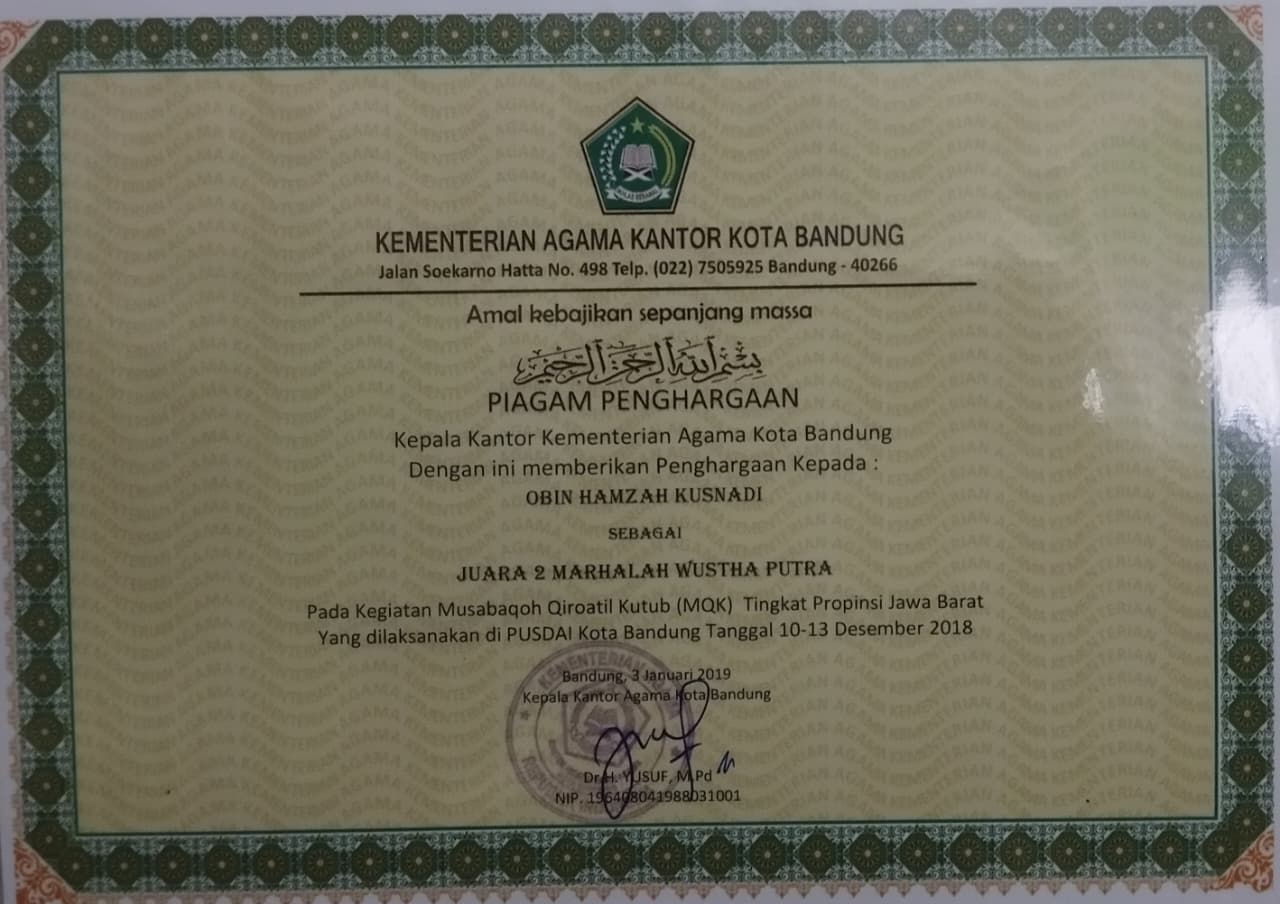 IKHLAS BERAMAL
KEMENTERIAN AGAMA KANTOR KOTA BANDUNG
Jalan Soekarno Hatta No. 498 Telp. (022) 7505925 Bandung - 40266
Amal kebajikan sepanjang massa
بِسْمِ اللَّهِ الرَّحْمَٰنِ الرَّحِيمِ
PIAGAM PENGHARGAAN
Kepala Kantor Kementerian Agama Kota Bandung
Dengan ini memberikan Penghargaan Kepada :
OBIN HAMZAH KUSNADI
SEBAGAI
JUARA 2 MARHALAH WUSTHA PUTRA
Pada Kegiatan Musabaqoh Qiroatil Kutub (MQK) Tingkat Propinsi Jawa Barat
Yang dilaksanakan di PUSDAI Kota Bandung Tanggal 10-13 Desember 2018
Bandung, 3 Januari 2019
Kepala Kantor Agama Kota Bandung
Dr.H. YUSUF, M.Pd
NIP. 196408041988031001